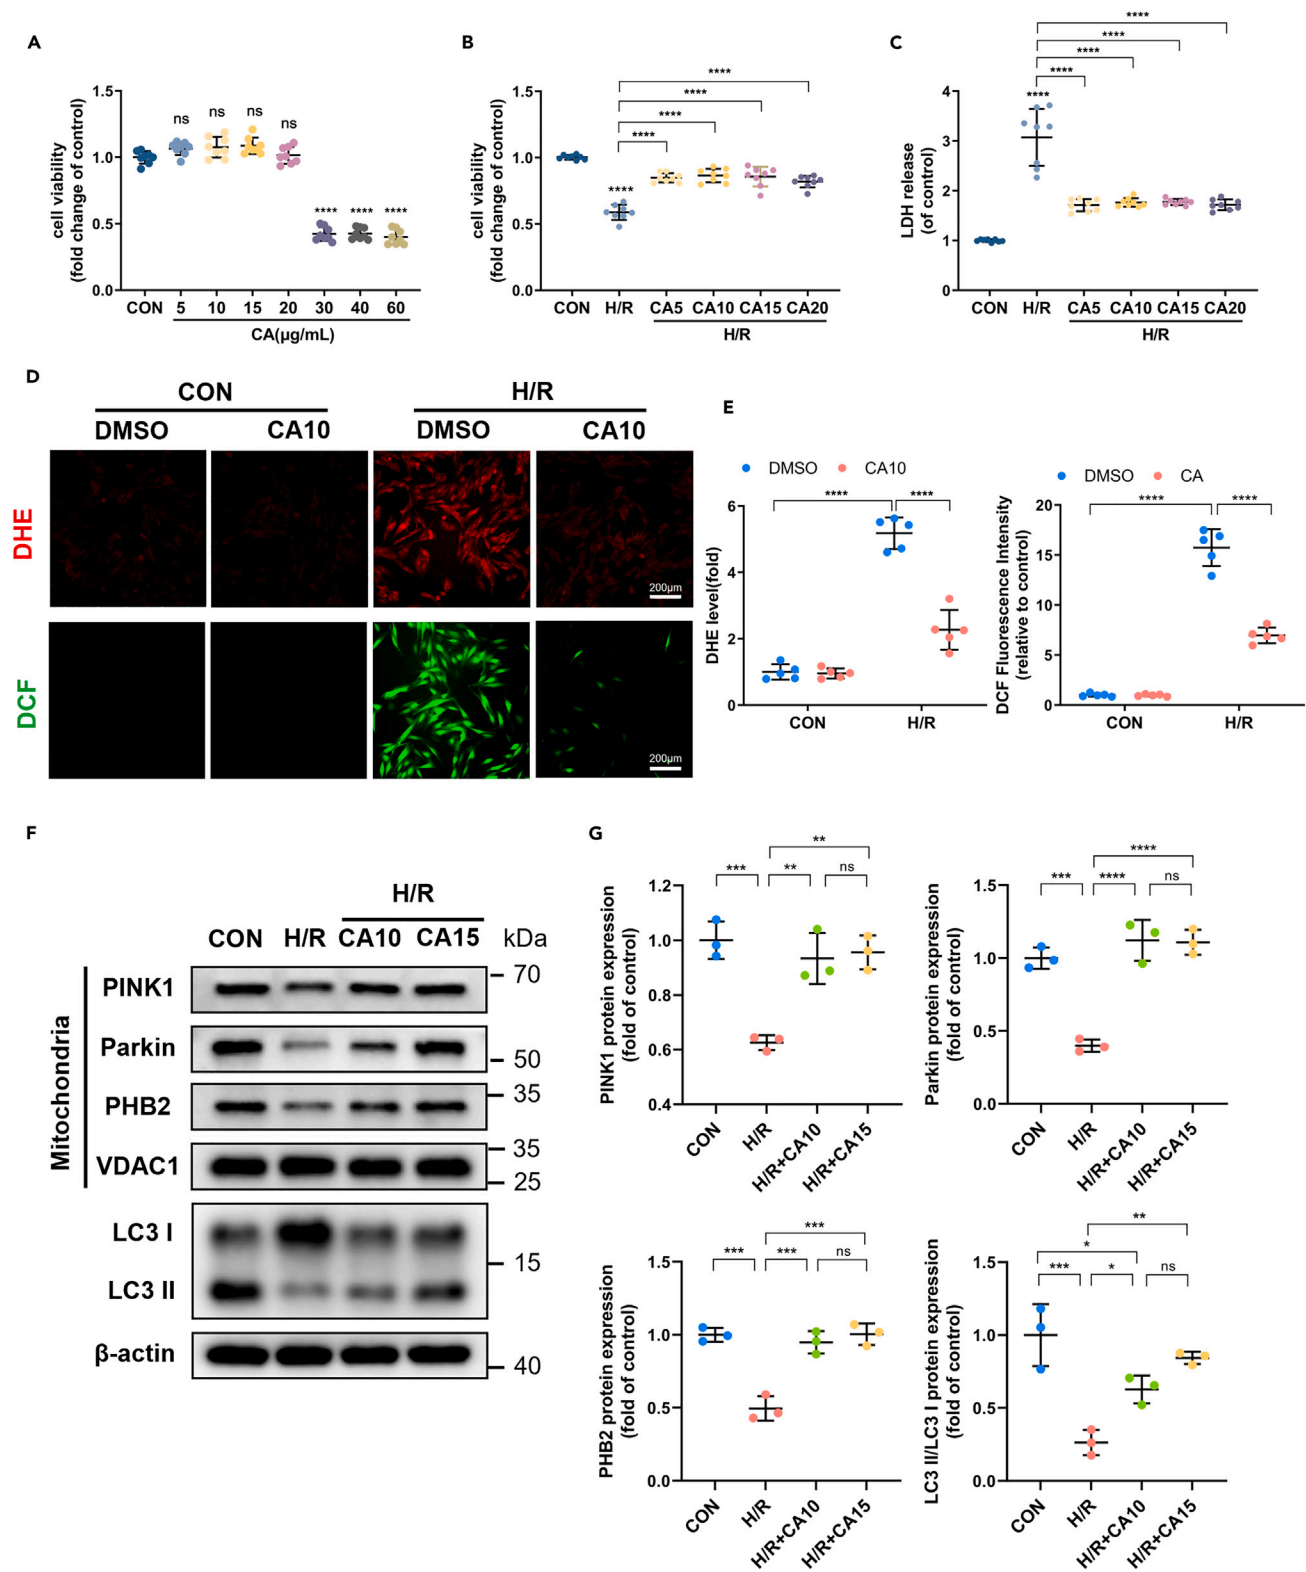 A
cell viability
(fold change of control)
1.5
1.0
0.5
0.0
ns
ns
ns
ns
****
****
****
CON
5
10
15
20
30
40
60
CA(μg/mL)
B
cell viability
(fold change of control)
1.5
1.0
0.5
0.0
****
****
****
****
****
CON
H/R
CA5
CA10
CA15
CA20
H/R
C
LDH release
(of control)
4
3
2
1
0
****
****
****
****
****
CON
H/R
CA5
CA10
CA15
CA20
H/R
D
CON
H/R
DMSO
CA10
DMSO
CA10
DHE
200μm
DCF
200μm
E
DMSO
CA10
DHE level(fold)
6
4
2
0
****
****
CON
H/R
DMSO
CA
DCF Fluorescence Intensity
(relative to control)
20
15
10
5
0
****
****
CON
H/R
F
H/R
CON
H/R
CA10
CA15
kDa
Mitochondria
PINK1
70
Parkin
50
PHB2
35
VDAC1
35
25
LC3 I
15
LC3 II
β-actin
40
G
PINK1 protein expression
(fold of control)
1.2
1.0
0.8
0.6
0.4
**
***
**
ns
CON
H/R
H/R+CA10
H/R+CA15
Parkin protein expression
(fold of control)
1.5
1.0
0.5
0.0
****
***
****
ns
CON
H/R
H/R+CA10
H/R+CA15
PHB2 protein expression
(fold of control)
1.5
1.0
0.5
0.0
***
***
***
ns
CON
H/R
H/R+CA10
H/R+CA15
LC3 II/LC3 I protein expression
(fold of control)
1.5
1.0
0.5
0.0
**
*
***
*
ns
CON
H/R
H/R+CA10
H/R+CA15